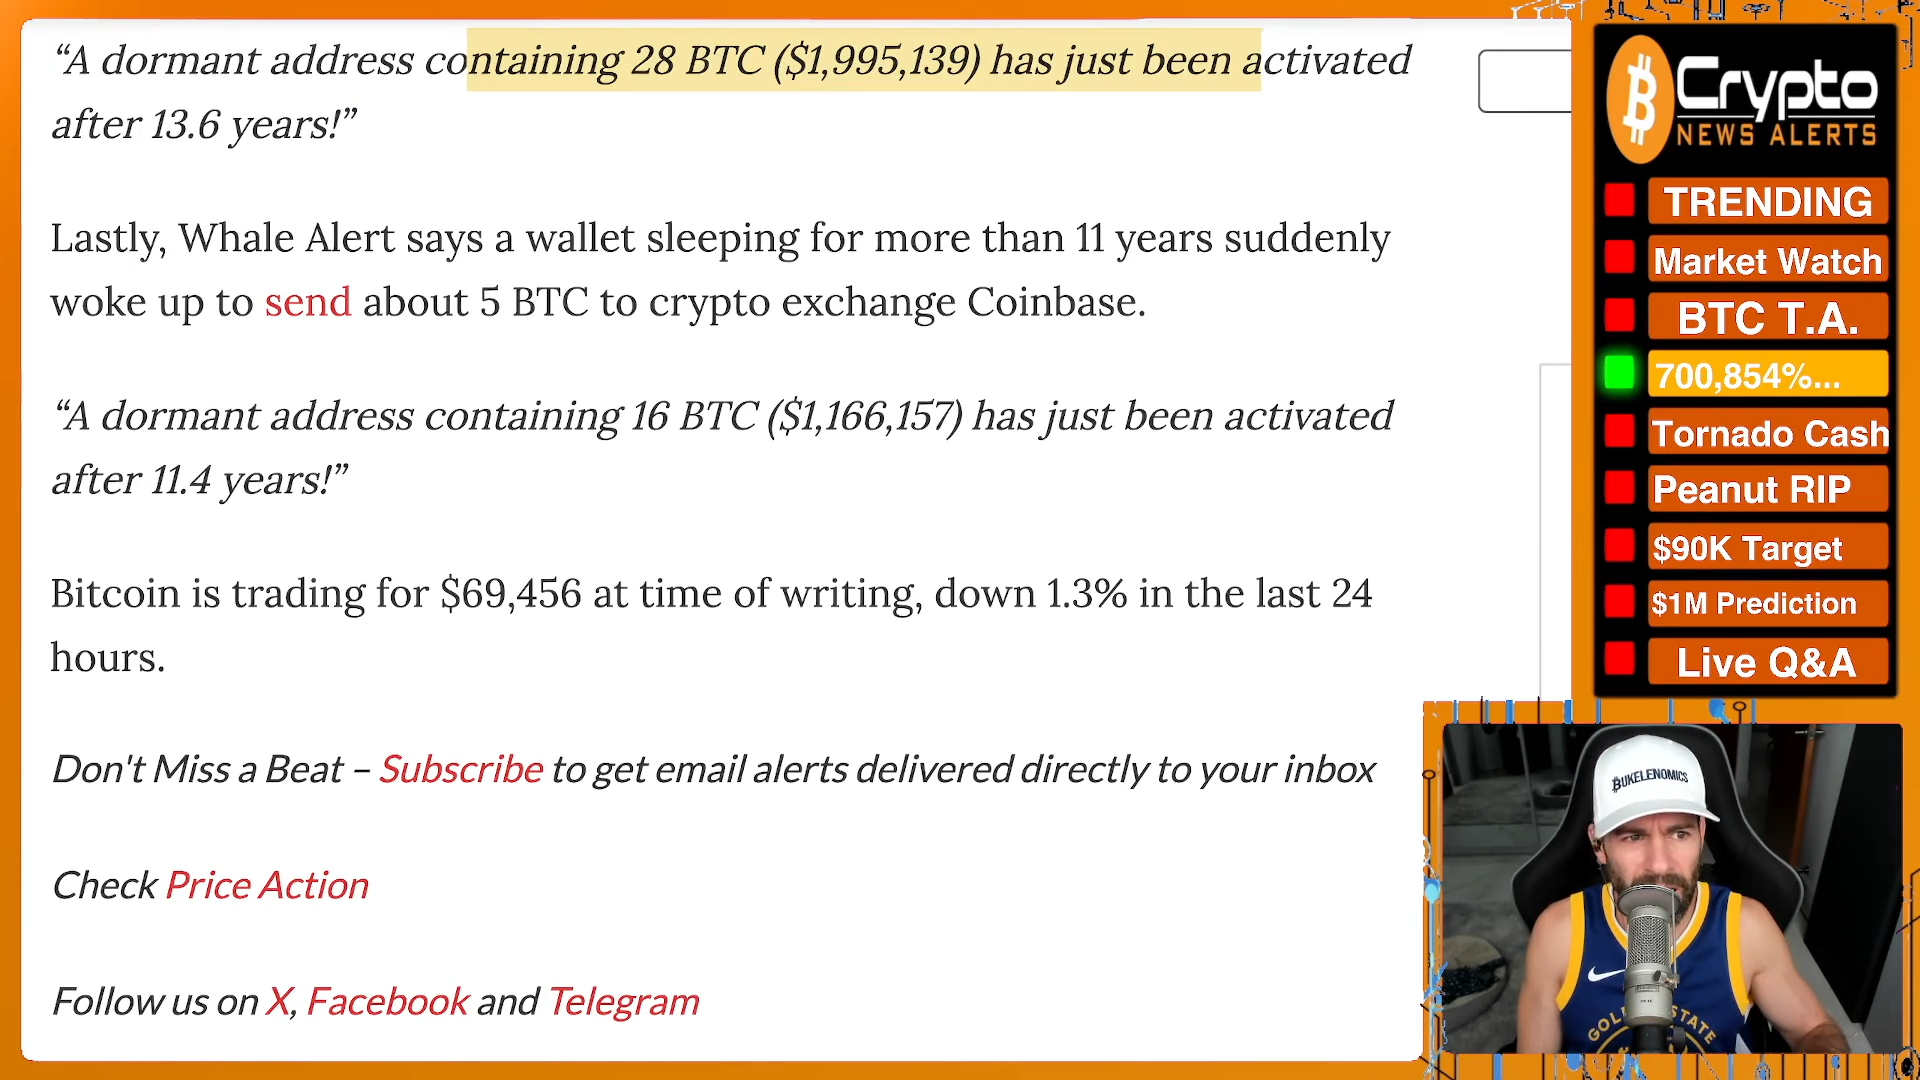 “A dormant address containing 28 BTC ($1,995,139) has just been activated
after 13.6 years!”
Lastly, Whale Alert says a wallet sleeping for more than 11 years suddenly
woke up to send about 5 BTC to crypto exchange Coinbase.
“A dormant address containing 16 BTC ($1,166,157) has just been activated
after 11.4 years!”
Bitcoin is trading for $69,456 at time of writing, down 1.3% in the last 24
hours.
Don't Miss a Beat – Subscribe to get email alerts delivered directly to your inbox
Check Price Action
Follow us on X, Facebook and Telegram
Crypto
NEWS ALERTS
TRENDING
Market Watch
BTC T.A.
700,854%...
Tornado Cash
Peanut RIP
$90K Target
$1M Prediction
Live Q&A
BUKELENOMICS